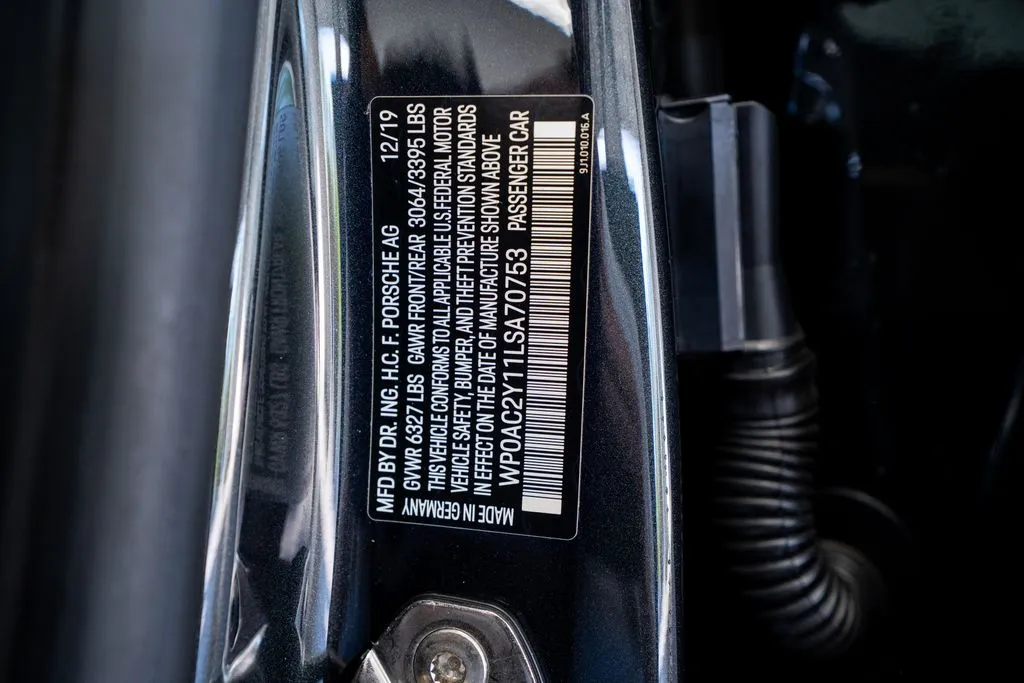 MFD BY DR. ING. H.C. F. PORSCHE AG 12/19
GVWR 6327 LBS GAWR FRONT/REAR 3064/3395 LBS
THIS VEHICLE CONFORMS TO ALL APPLICABLE U.S.FEDERAL MOTOR
VEHICLE SAFETY, BUMPER, AND THEFT PREVENTION STANDARDS
IN EFFECT ON THE DATE OF MANUFACTURE SHOWN ABOVE
WP0AC2Y11LSA70753 PASSENGER CAR
MADE IN GERMANY
9J1.010.016.A